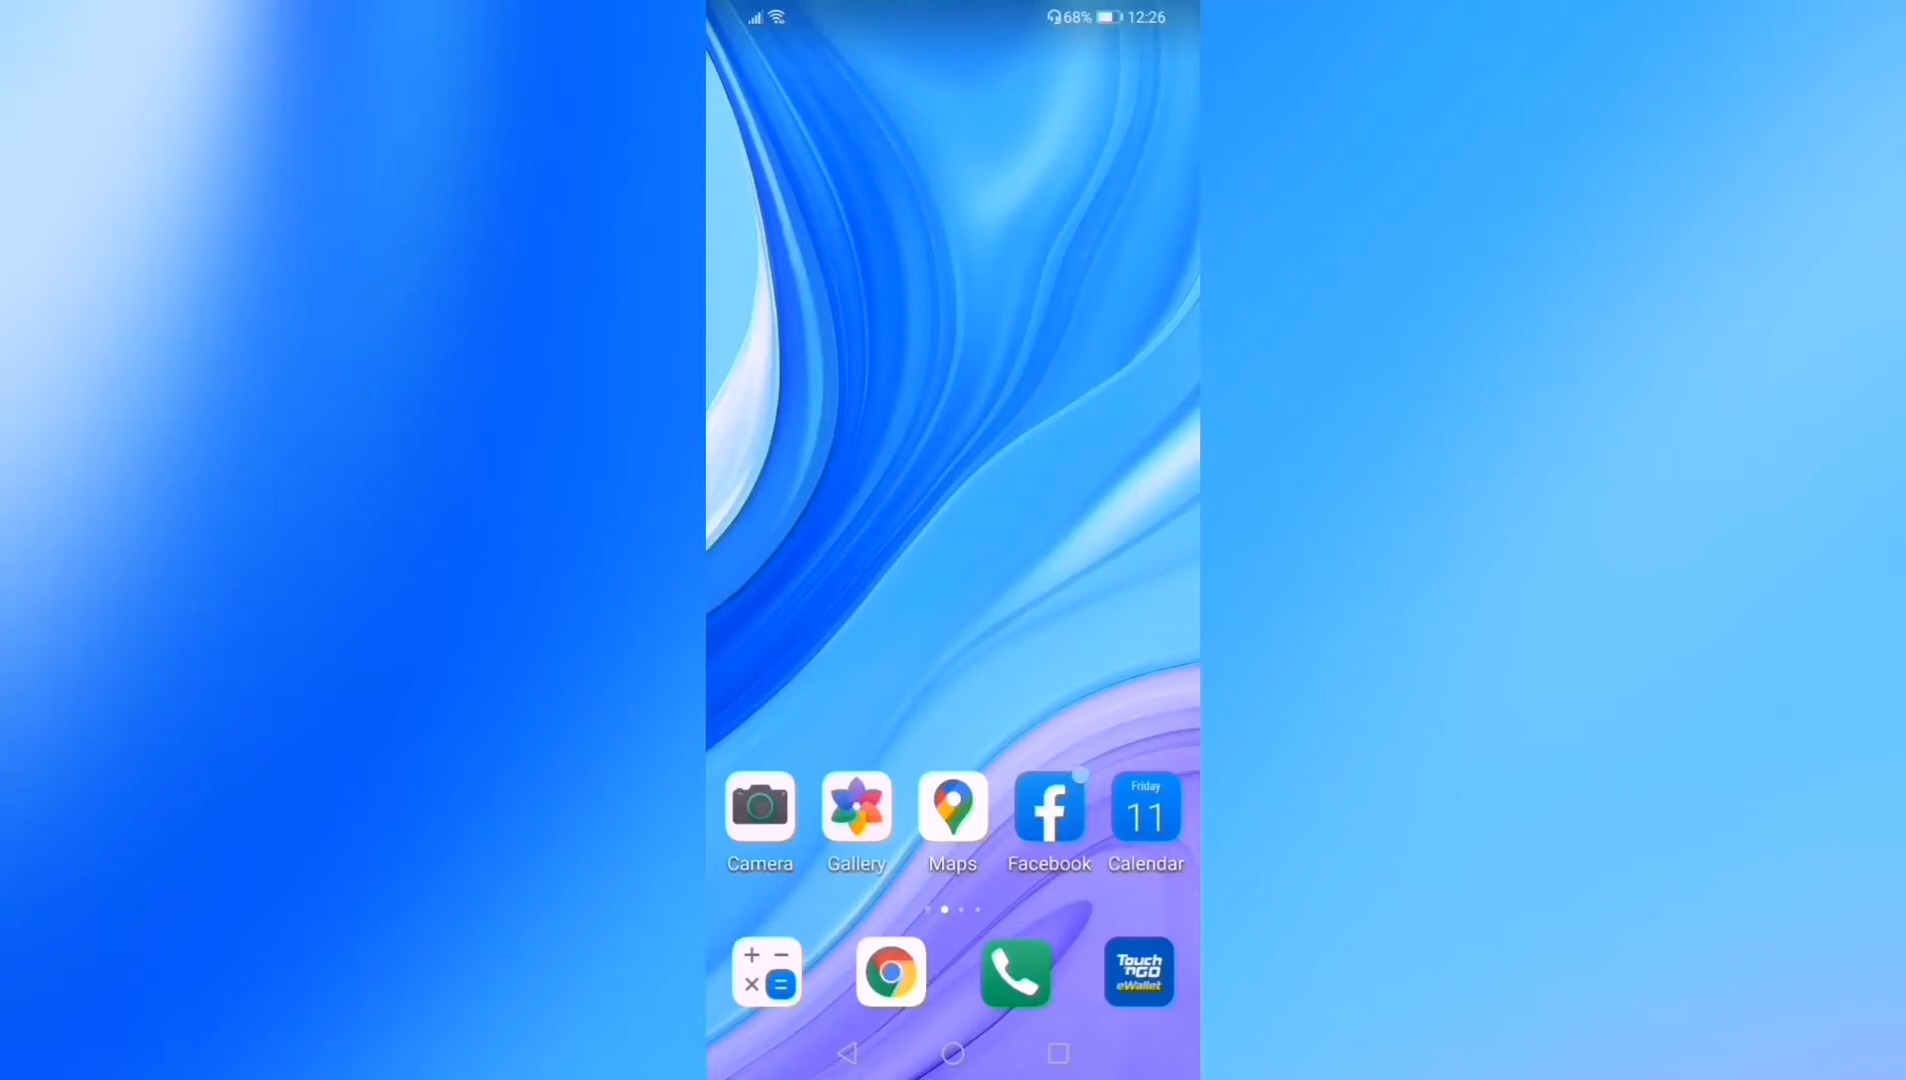 68% 12:26
Friday
11
Camera Gallery Maps Facebook Calendar
Touch
'nGO
eWallet